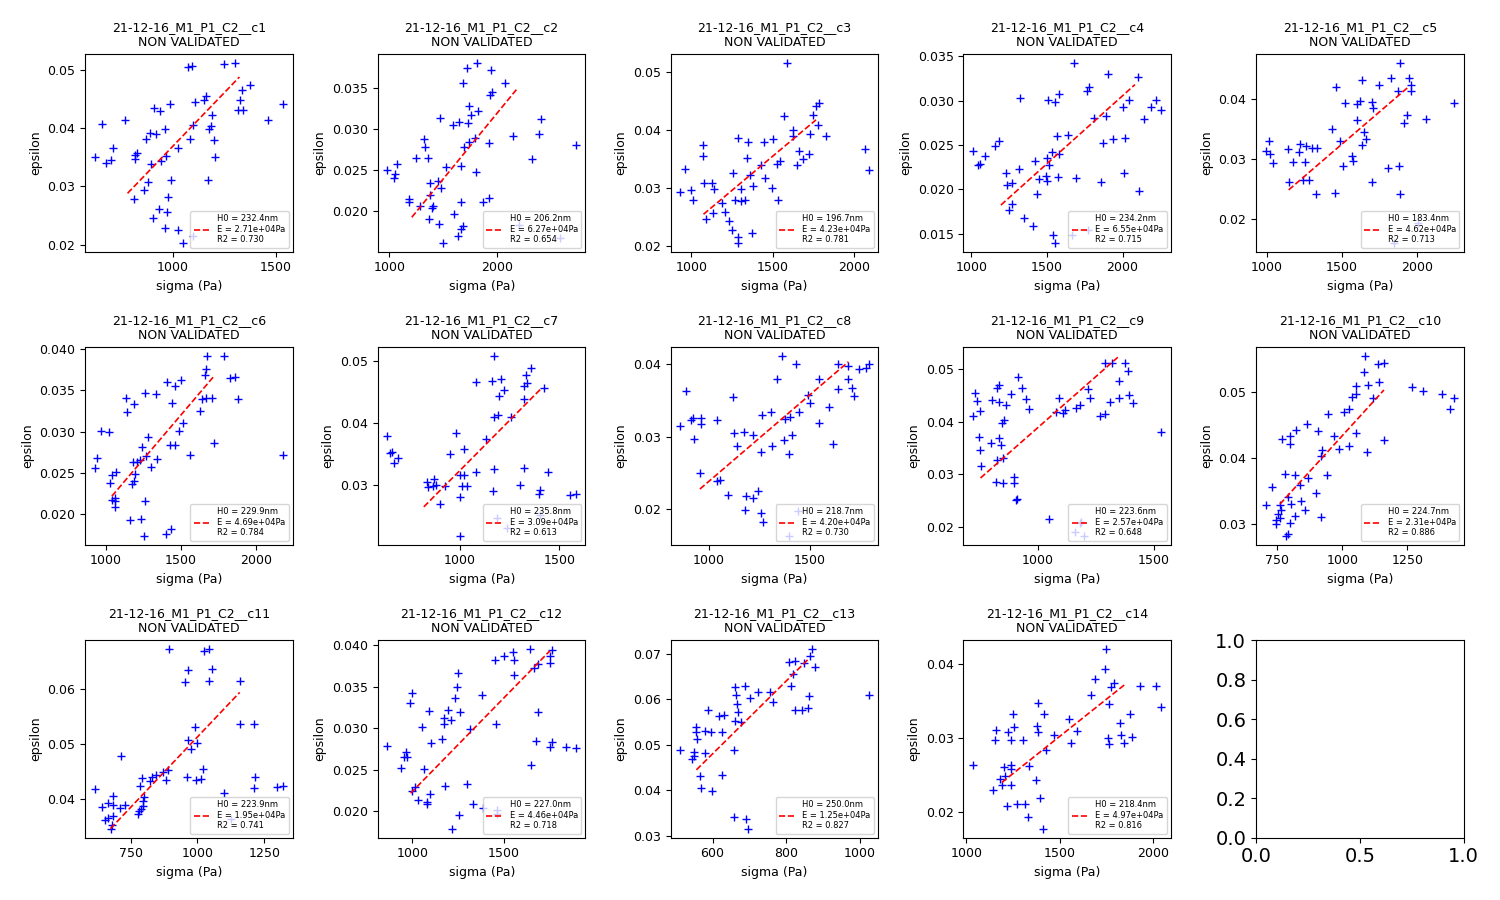 21-12-16_M1_P1_C2__c1
NON VALIDATED
0.05
0.04
0.03
0.02
epsilon
1000
1500
sigma (Pa)
H0 = 232.4nm
E = 2.71e+04Pa
R2 = 0.730
21-12-16_M1_P1_C2__c2
NON VALIDATED
0.035
0.030
0.025
0.020
epsilon
1000
2000
sigma (Pa)
H0 = 206.2nm
E = 6.27e+04Pa
R2 = 0.654
21-12-16_M1_P1_C2__c3
NON VALIDATED
0.05
0.04
0.03
0.02
epsilon
1000
1500
2000
sigma (Pa)
H0 = 196.7nm
E = 4.23e+04Pa
R2 = 0.781
21-12-16_M1_P1_C2__c4
NON VALIDATED
0.035
0.030
0.025
0.020
0.015
epsilon
1000
1500
2000
sigma (Pa)
H0 = 234.2nm
E = 6.55e+04Pa
R2 = 0.715
21-12-16_M1_P1_C2__c5
NON VALIDATED
0.04
0.03
0.02
epsilon
1000
1500
2000
sigma (Pa)
H0 = 183.4nm
E = 4.62e+04Pa
R2 = 0.713
21-12-16_M1_P1_C2__c6
NON VALIDATED
0.040
0.035
0.030
0.025
0.020
epsilon
1000
1500
2000
sigma (Pa)
H0 = 229.9nm
E = 4.69e+04Pa
R2 = 0.784
21-12-16_M1_P1_C2__c7
NON VALIDATED
0.05
0.04
0.03
epsilon
1000
1500
sigma (Pa)
H0 = 235.8nm
E = 3.09e+04Pa
R2 = 0.613
21-12-16_M1_P1_C2__c8
NON VALIDATED
0.04
0.03
0.02
epsilon
1000
1500
sigma (Pa)
H0 = 218.7nm
E = 4.20e+04Pa
R2 = 0.730
21-12-16_M1_P1_C2__c9
NON VALIDATED
0.05
0.04
0.03
0.02
epsilon
1000
1500
sigma (Pa)
H0 = 223.6nm
E = 2.57e+04Pa
R2 = 0.648
21-12-16_M1_P1_C2__c10
NON VALIDATED
0.05
0.04
0.03
epsilon
750
1000
1250
sigma (Pa)
H0 = 224.7nm
E = 2.31e+04Pa
R2 = 0.886
21-12-16_M1_P1_C2__c11
NON VALIDATED
0.06
0.05
0.04
epsilon
750
1000
1250
sigma (Pa)
H0 = 223.9nm
E = 1.95e+04Pa
R2 = 0.741
21-12-16_M1_P1_C2__c12
NON VALIDATED
0.040
0.035
0.030
0.025
0.020
epsilon
1000
1500
sigma (Pa)
H0 = 227.0nm
E = 4.46e+04Pa
R2 = 0.718
21-12-16_M1_P1_C2__c13
NON VALIDATED
0.07
0.06
0.05
0.04
0.03
epsilon
600
800
1000
sigma (Pa)
H0 = 250.0nm
E = 1.25e+04Pa
R2 = 0.827
21-12-16_M1_P1_C2__c14
NON VALIDATED
0.04
0.03
0.02
epsilon
1000
1500
2000
sigma (Pa)
H0 = 218.4nm
E = 4.97e+04Pa
R2 = 0.816
1.0
0.8
0.6
0.4
0.2
0.0
0.0
0.5
1.0